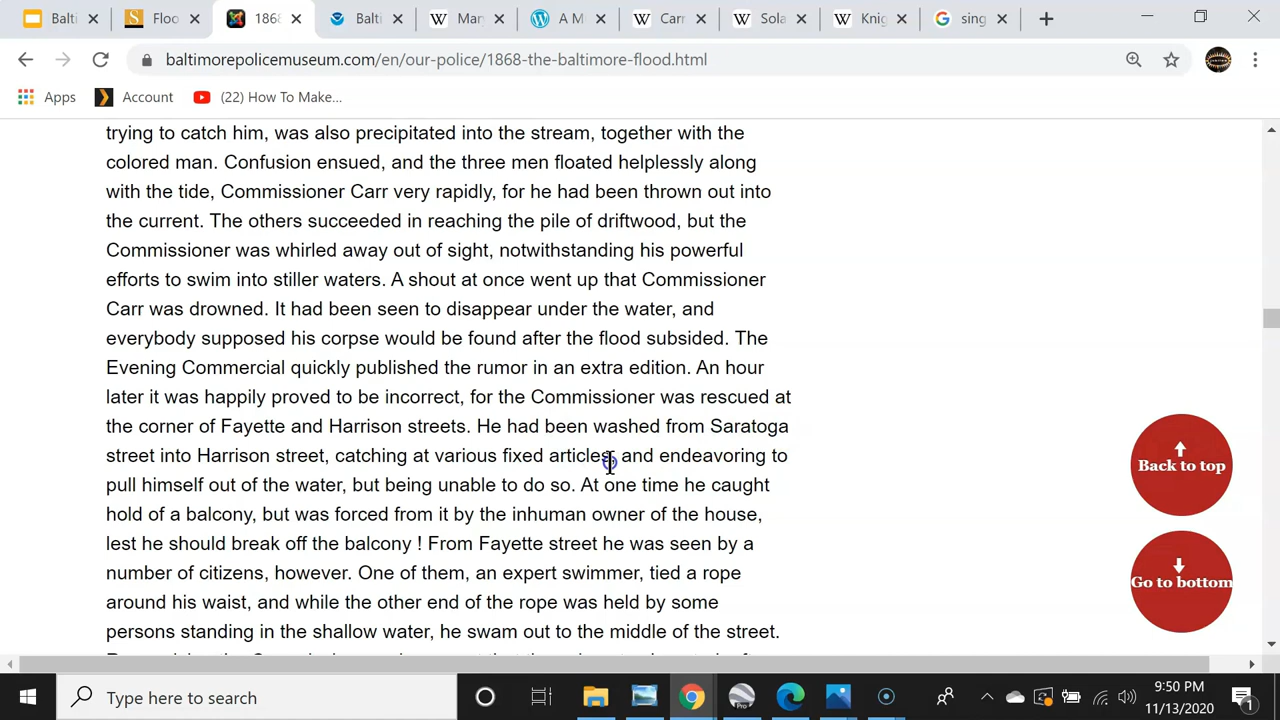 Balti
Floo
1868
Balti
Mar
A M
Carr
Sola
Knig
sing
baltimorepolicemuseum.com/en/our-police/1868-the-baltimore-flood.html
Apps
Account
(22) How To Make...
trying to catch him, was also precipitated into the stream, together with the
colored man. Confusion ensued, and the three men floated helplessly along
with the tide, Commissioner Carr very rapidly, for he had been thrown out into
the current. The others succeeded in reaching the pile of driftwood, but the
Commissioner was whirled away out of sight, notwithstanding his powerful
efforts to swim into stiller waters. A shout at once went up that Commissioner
Carr was drowned. It had been seen to disappear under the water, and
everybody supposed his corpse would be found after the flood subsided. The
Evening Commercial quickly published the rumor in an extra edition. An hour
later it was happily proved to be incorrect, for the Commissioner was rescued at
the corner of Fayette and Harrison streets. He had been washed from Saratoga
street into Harrison street, catching at various fixed articles, and endeavoring to
pull himself out of the water, but being unable to do so. At one time he caught
hold of a balcony, but was forced from it by the inhuman owner of the house,
lest he should break off the balcony ! From Fayette street he was seen by a
number of citizens, however. One of them, an expert swimmer, tied a rope
around his waist, and while the other end of the rope was held by some
persons standing in the shallow water, he swam out to the middle of the street.
Back to top
Go to bottom
Type here to search
9:50 PM
11/13/2020